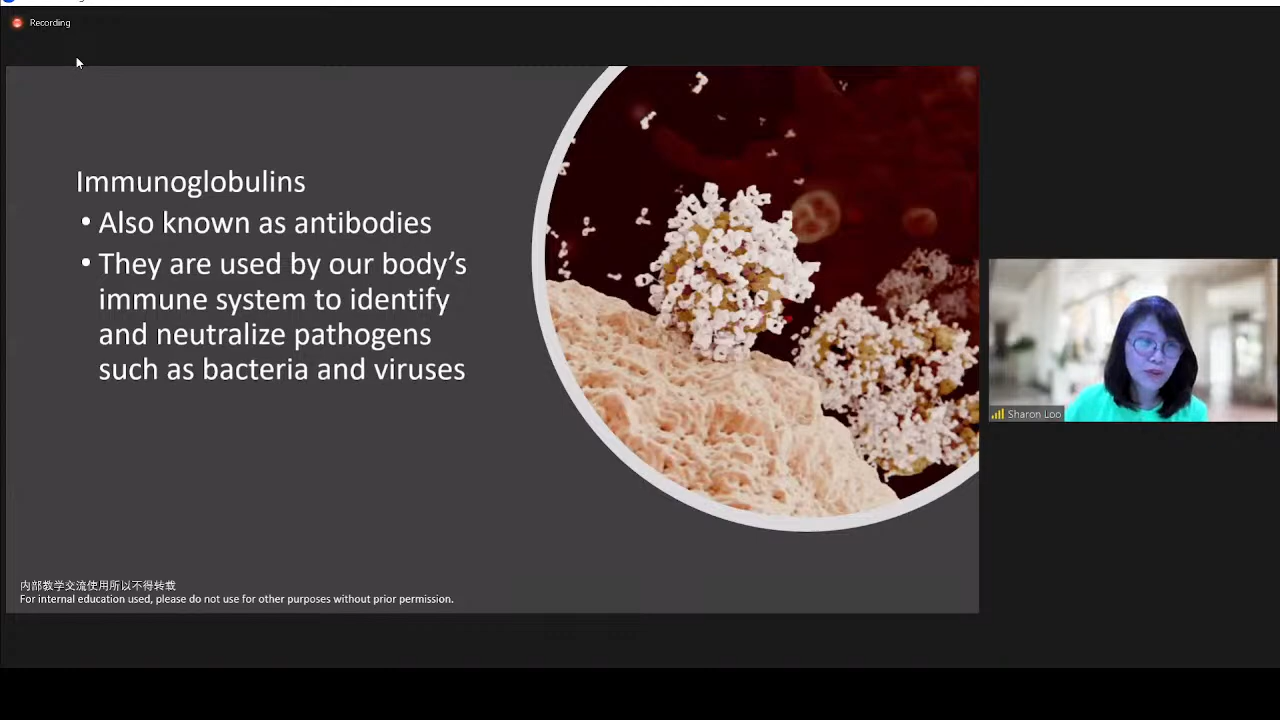 Recording
Immunoglobulins
• Also known as antibodies
• They are used by our body’s
immune system to identify
and neutralize pathogens
such as bacteria and viruses
Sharon Loo
内部教学交流使用所以不得转载
For internal education used, please do not use for other purposes without prior permission.